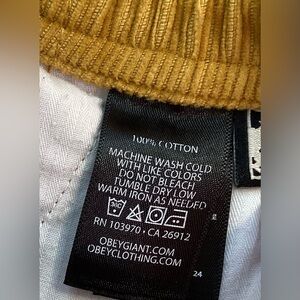 100% COTTON
MACHINE WASH COLD
WITH LIKE COLORS
DO NOT BLEACH
TUMBLE DRY LOW
WARM IRON AS NEEDED
RN 103970 • CA 26912
OBEYGIANT.COM
OBEYCLOTHING.COM
24